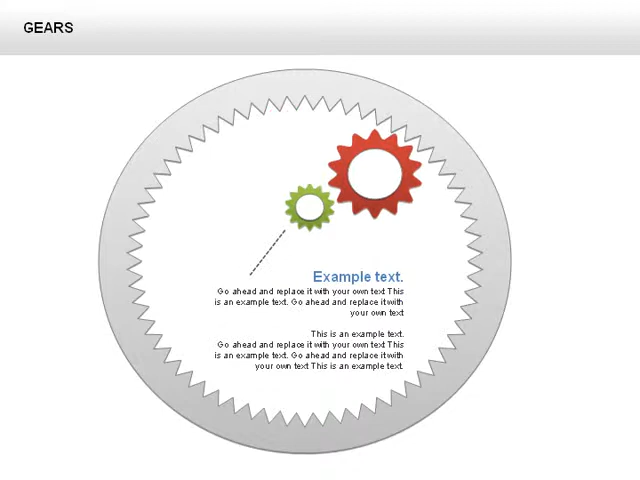 GEARS
Example text.
Go ahead and replace it with your own text This
is an example text. Go ahead and replace it with
your own text
This is an example text.
Go ahead and replace it with your own text This
is an example text. Go ahead and replace it with
your own text This is an example text.